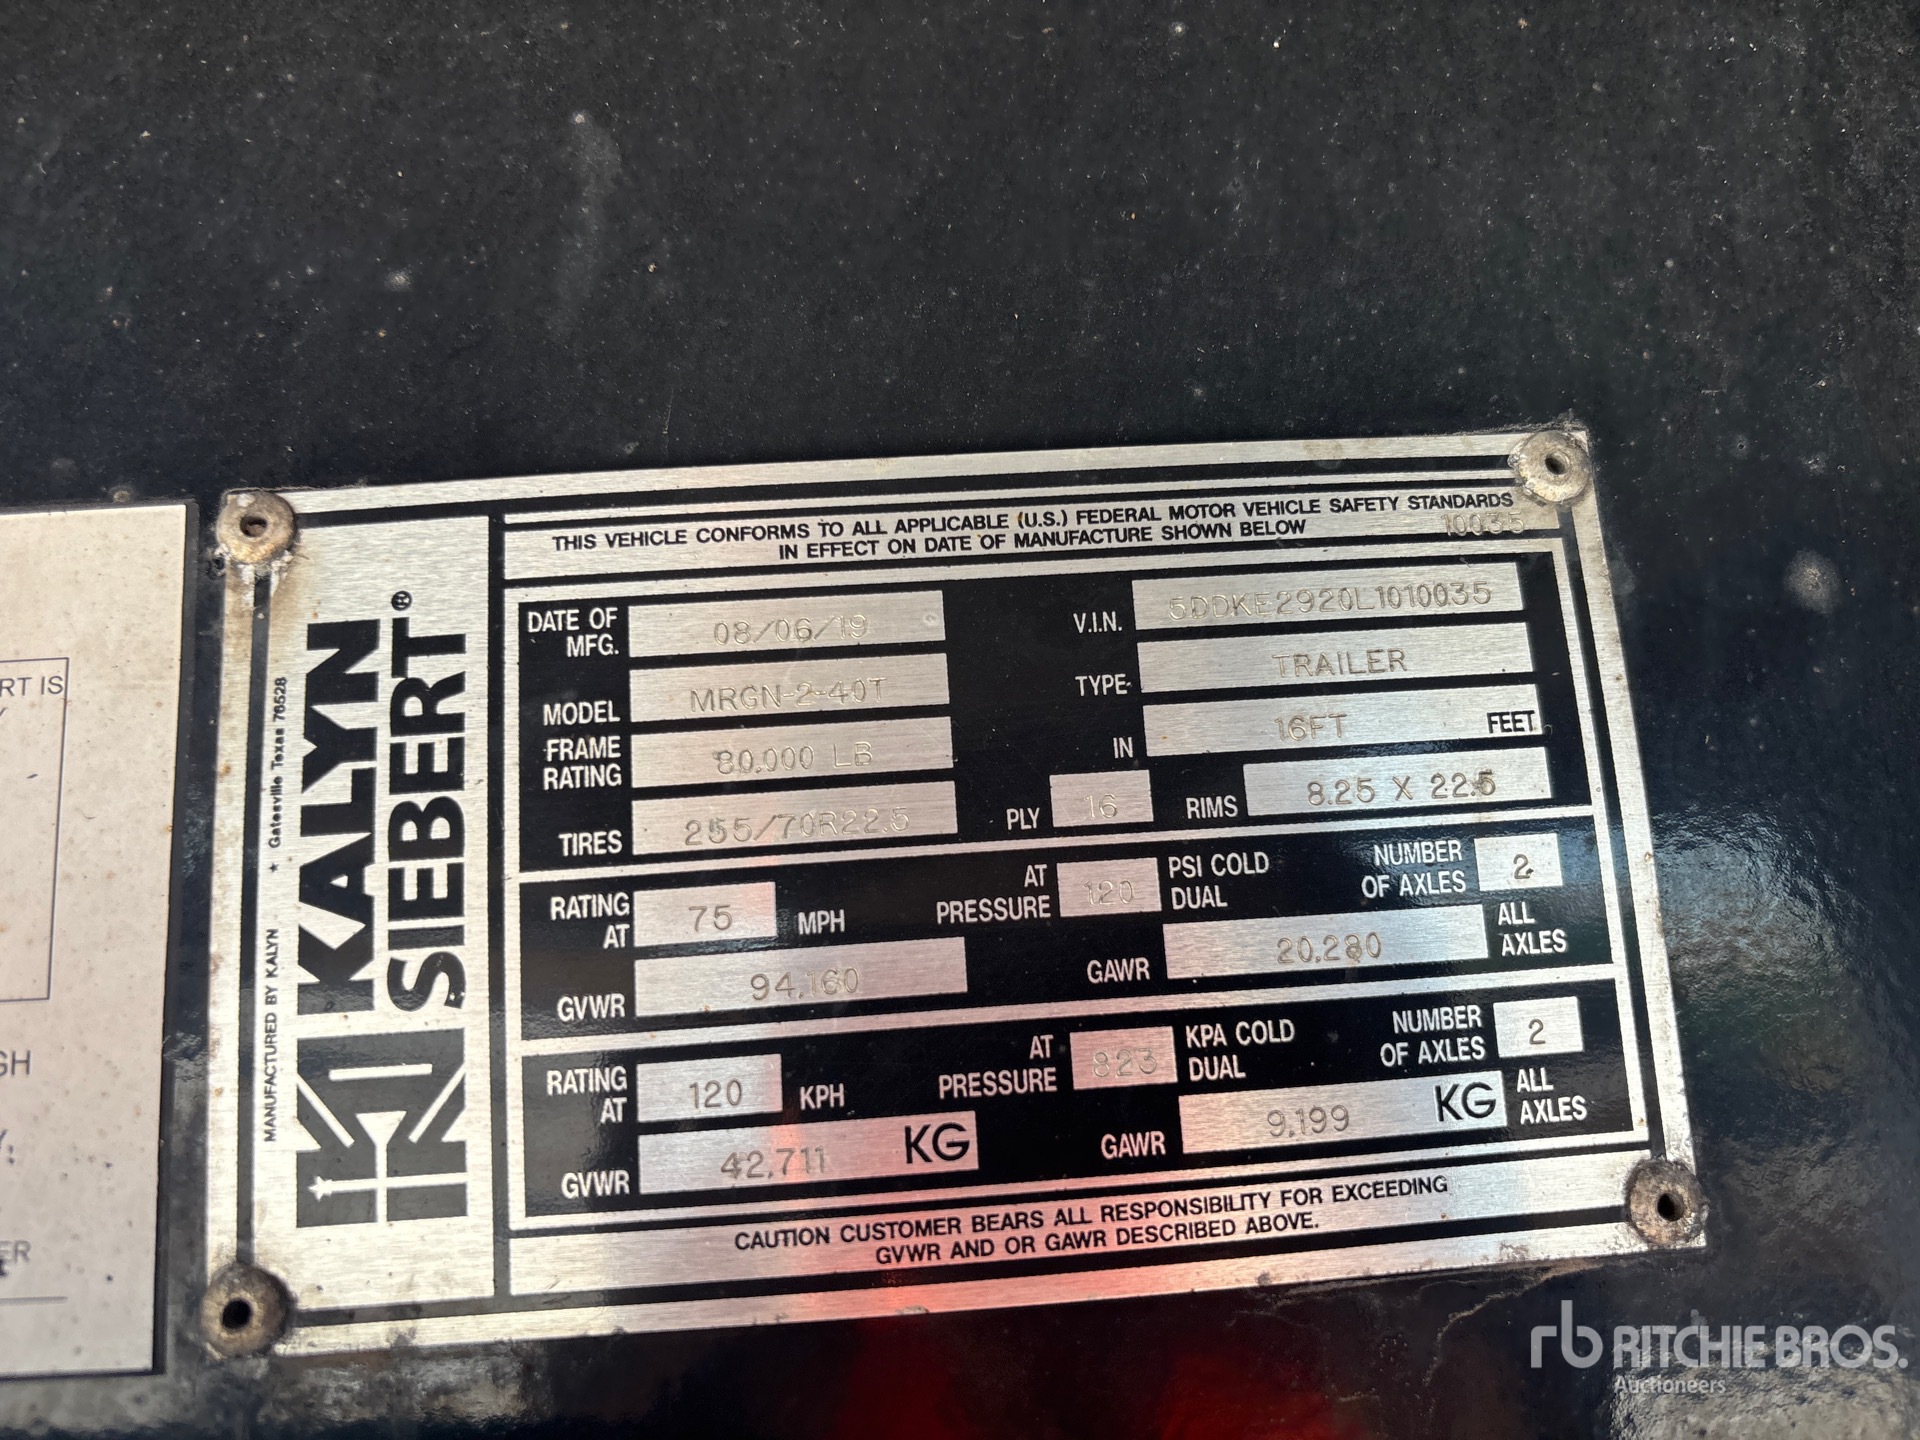 THIS VEHICLE CONFORMS TO ALL APPLICABLE (U.S.) FEDERAL MOTOR VEHICLE SAFETY STANDARDS
IN EFFECT ON DATE OF MANUFACTURE SHOWN BELOW 10035
DATE OF MFG. 08/06/19 V.I.N. 5DDKE2920L1010035
MODEL MRGN-2-40T TYPE TRAILER
FRAME RATING 80,000 LB IN 16FT FEET
TIRES 255/70R22.5 PLY 16 RIMS 8.25 X 22.5
RATING AT 75 MPH AT PRESSURE 120 PSI COLD DUAL NUMBER OF AXLES 2
GVWR 94,160 GAWR 20,280 ALL AXLES
RATING AT 120 KPH AT PRESSURE 823 KPA COLD DUAL NUMBER OF AXLES 2
GVWR 42,711 KG GAWR 9,199 KG ALL AXLES
CAUTION CUSTOMER BEARS ALL RESPONSIBILITY FOR EXCEEDING
GVWR AND OR GAWR DESCRIBED ABOVE.
MANUFACTURED BY KALYN ★ Gatesville Texas 76528
KALYN
SIEBERT®
RT IS
Y
GH
Y:
ER
rb RITCHIE BROS.
Auctioneers